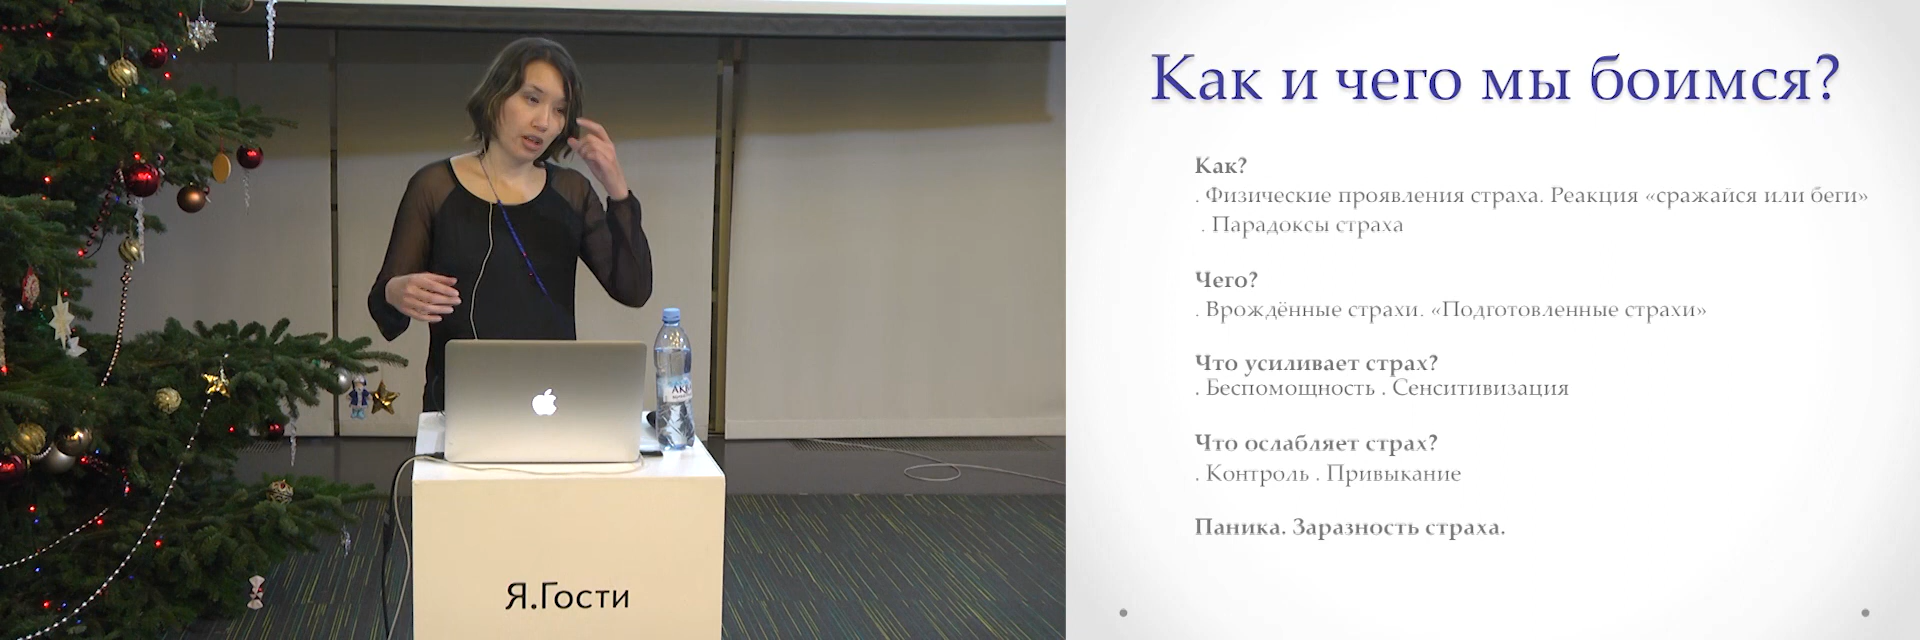 Я.Гости
Как и чего мы боимся?
Как?
. Физические проявления страха. Реакция «сражайся или беги»
. Парадоксы страха
Чего?
. Врождённые страхи. «Подготовленные страхи»
Что усиливает страх?
. Беспомощность . Сенситивизация
Что ослабляет страх?
. Контроль . Привыкание
Паника. Заразность страха.